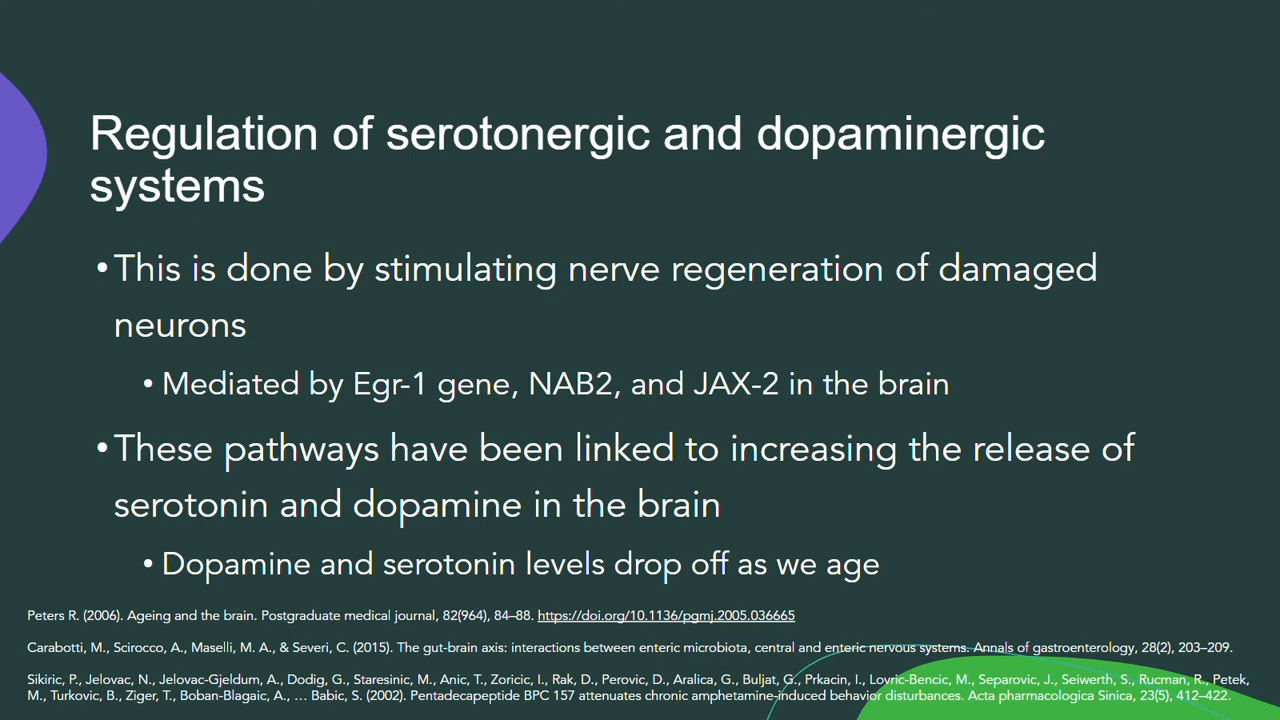 Regulation of serotonergic and dopaminergic
systems
•This is done by stimulating nerve regeneration of damaged
neurons
• Mediated by Egr-1 gene, NAB2, and JAX-2 in the brain
•These pathways have been linked to increasing the release of
serotonin and dopamine in the brain
• Dopamine and serotonin levels drop off as we age
Peters R. (2006). Ageing and the brain. Postgraduate medical journal, 82(964), 84–88. https://doi.org/10.1136/pgmj.2005.036665
Carabotti, M., Scirocco, A., Maselli, M. A., & Severi, C. (2015). The gut-brain axis: interactions between enteric microbiota, central and enteric nervous systems. Annals of gastroenterology, 28(2), 203–209.
Sikiric, P., Jelovac, N., Jelovac-Gjeldum, A., Dodig, G., Staresinic, M., Anic, T., Zoricic, I., Rak, D., Perovic, D., Aralica, G., Buljat, G., Prkacin, I., Lovric-Bencic, M., Separovic, J., Seiwerth, S., Rucman, R., Petek,
M., Turkovic, B., Ziger, T., Boban-Blagaic, A., … Babic, S. (2002). Pentadecapeptide BPC 157 attenuates chronic amphetamine-induced behavior disturbances. Acta pharmacologica Sinica, 23(5), 412–422.